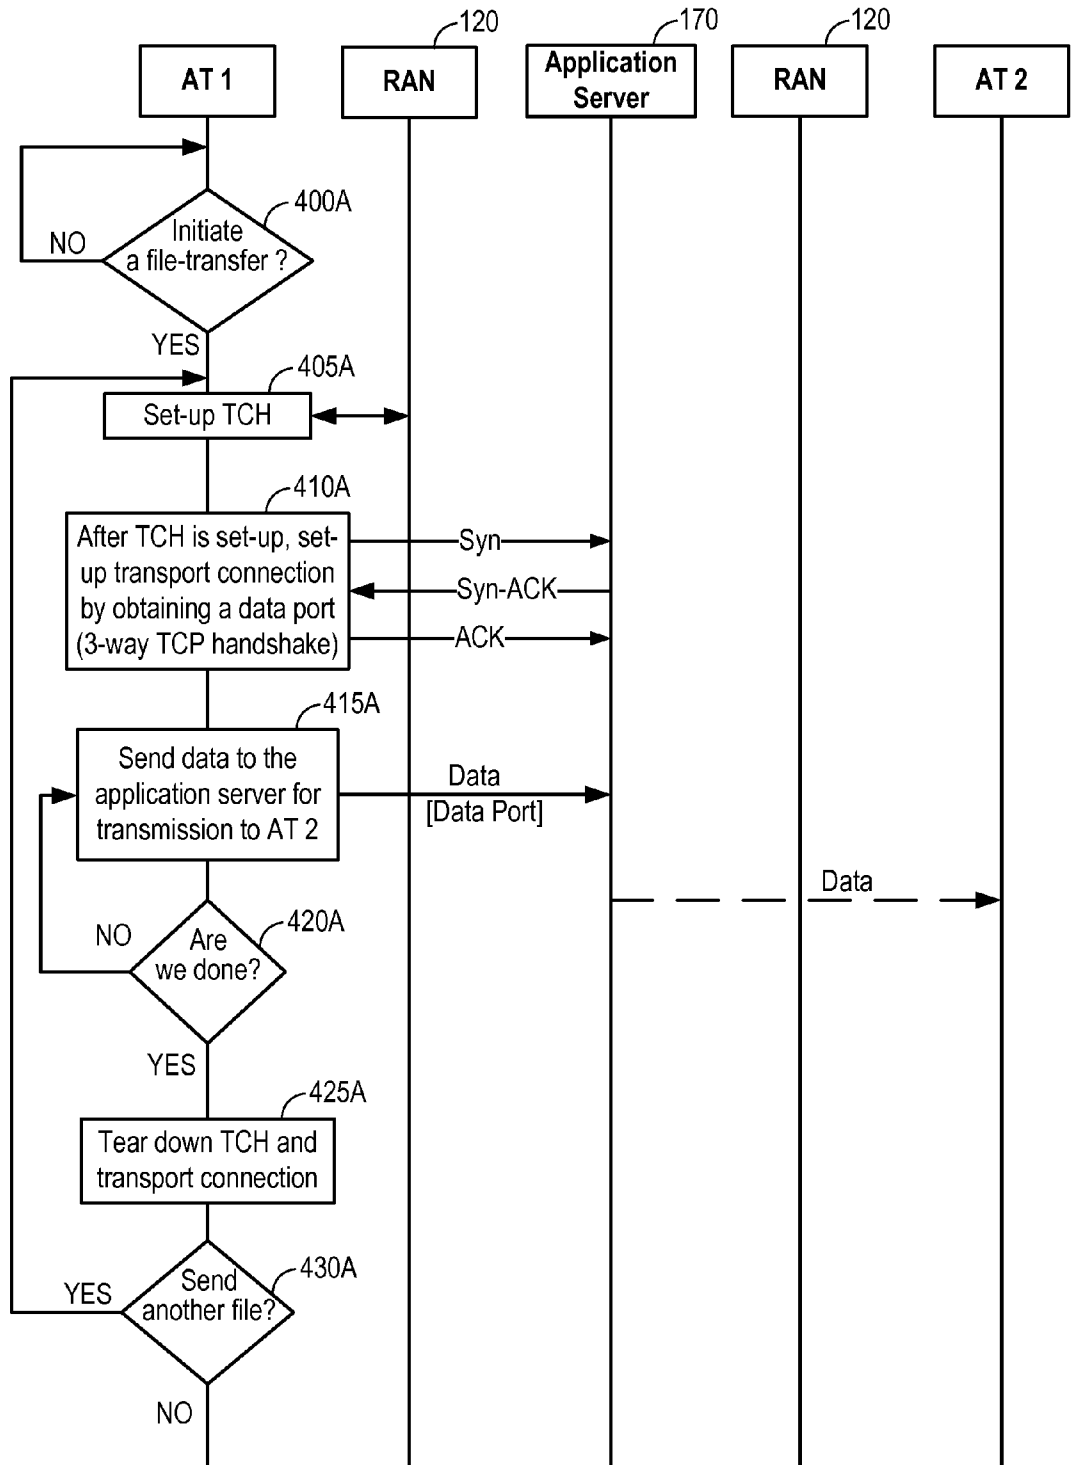 120
170
120
AT 1
RAN
Application
Server
RAN
AT 2
400A
Initiate
a file-transfer ?
NO
YES
405A
Set-up TCH
410A
After TCH is set-up, set-
up transport connection
by obtaining a data port
(3-way TCP handshake)
Syn
Syn-ACK
ACK
415A
Send data to the
application server for
transmission to AT 2
Data
[Data Port]
Data
420A
Are
we done?
NO
YES
425A
Tear down TCH and
transport connection
430A
Send
another file?
YES
NO